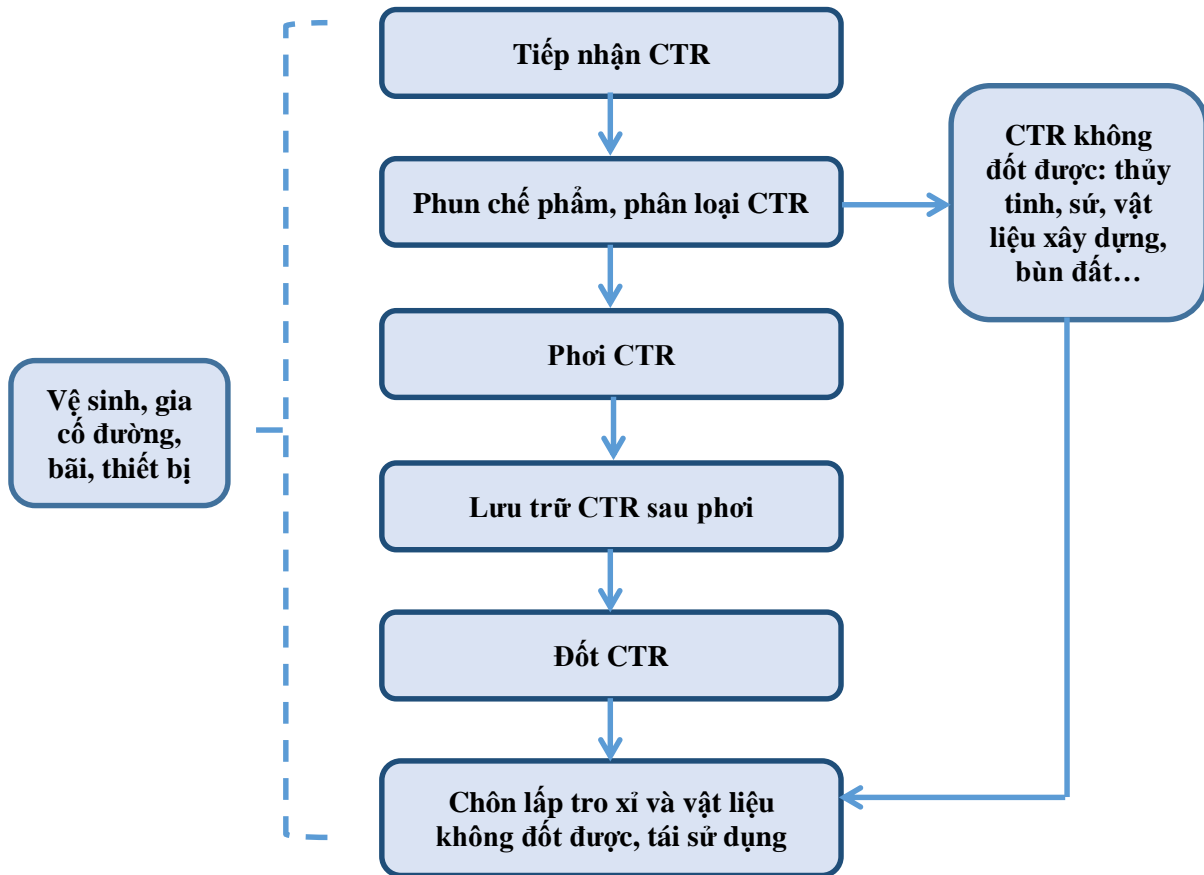 Tiếp nhận CTR
Phun chế phẩm, phân loại CTR
CTR không
đốt được: thủy
tinh, sứ, vật
liệu xây dựng,
bùn đất…
Phơi CTR
Vệ sinh, gia
cố đường,
bãi, thiết bị
Lưu trữ CTR sau phơi
Đốt CTR
Chôn lấp tro xỉ và vật liệu
không đốt được, tái sử dụng